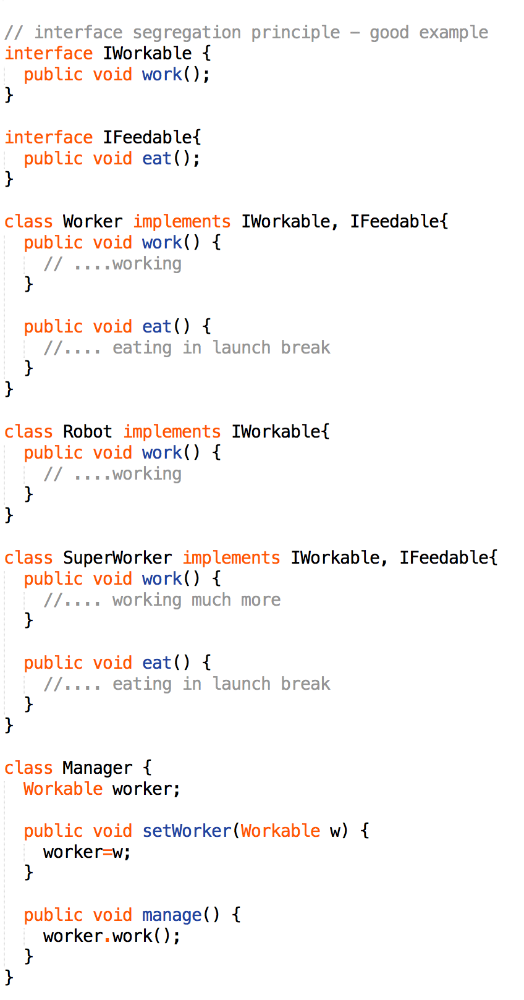 // interface segregation principle – good example
interface IWorkable {
  public void work();
}

interface IFeedable{
  public void eat();
}

class Worker implements IWorkable, IFeedable{
  public void work() {
    // ....working
  }

  public void eat() {
    //.... eating in launch break
  }
}

class Robot implements IWorkable{
  public void work() {
    // ....working
  }
}

class SuperWorker implements IWorkable, IFeedable{
  public void work() {
    //.... working much more
  }

  public void eat() {
    //.... eating in launch break
  }
}

class Manager {
  Workable worker;

  public void setWorker(Workable w) {
    worker=w;
  }

  public void manage() {
    worker.work();
  }
}